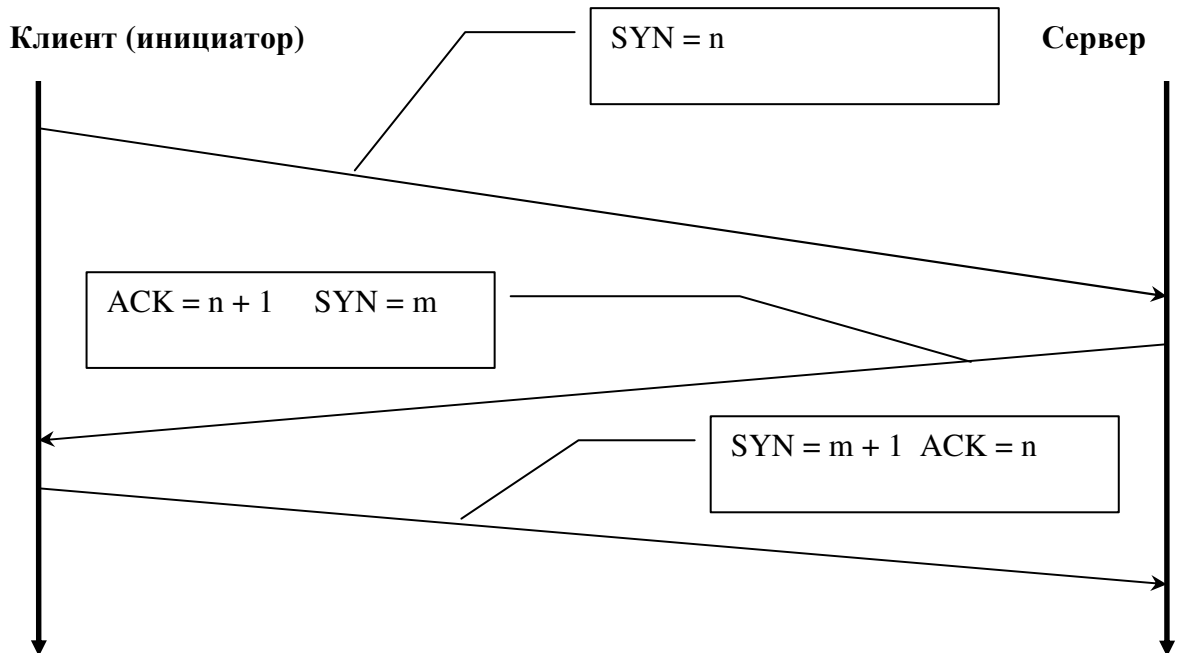 Клиент (инициатор)
SYN = n
Сервер
ACK = n + 1 SYN = m
SYN = m + 1 ACK = n